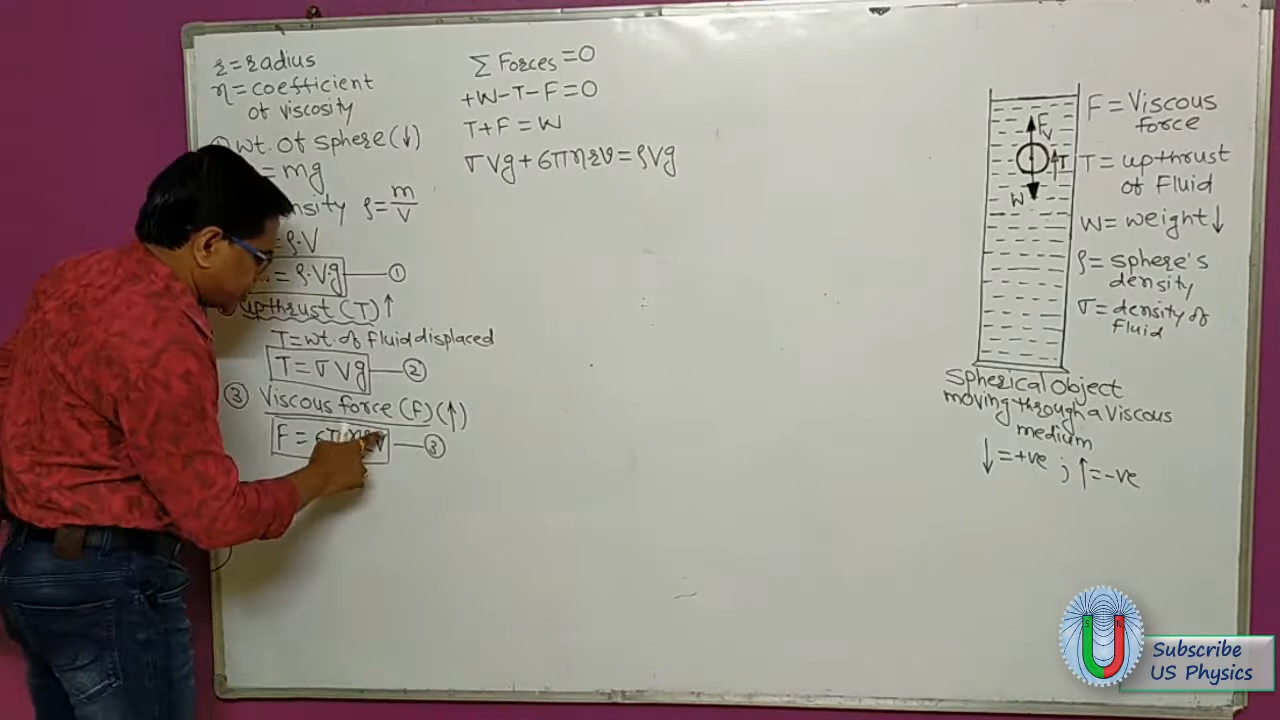 r = radius
η = coefficient
of viscosity
wt. of sphere (↓)
= mg
density ρ = m/V
= ρ·V
= ρ·V·g — ①
upthrust (T) ↑
T = wt. of fluid displaced
T = σ V g — ②
③ Viscous force (F) (↑)
F = 6π — ③
Σ Forces = 0
+W − T − F = 0
T + F = W
σVg + 6πηrv = ρVg
Fv
T
W
F = Viscous
force
T = upthrust
of Fluid
W = weight ↓
ρ = sphere's
density
σ = density of
fluid
Spherical Object
moving through a Viscous
medium
↓ = +ve ; ↑ = −ve
S N
Subscribe
US Physics